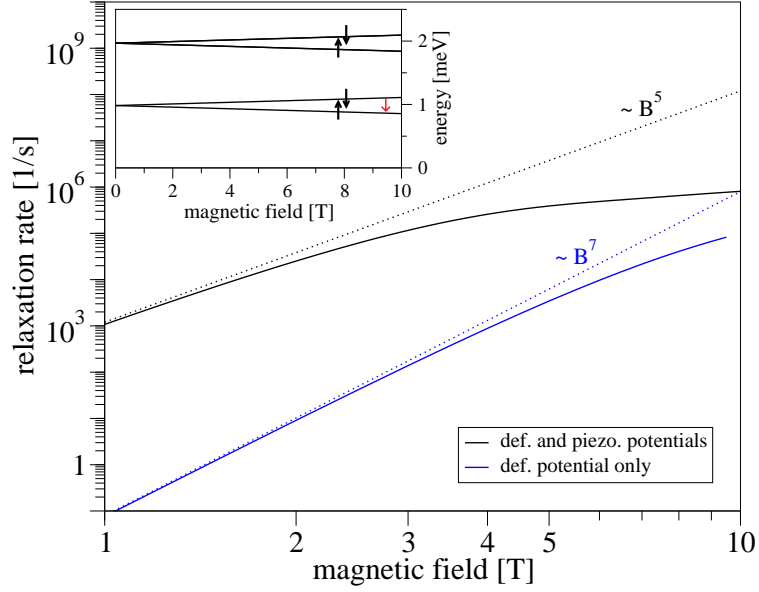 10^9
10^6
10^3
1
relaxation rate [1/s]
2
1
0
energy [meV]
0 2 4 6 8 10
magnetic field [T]
~ B^5
~ B^7
def. and piezo. potentials
def. potential only
1 2 3 4 5 10
magnetic field [T]